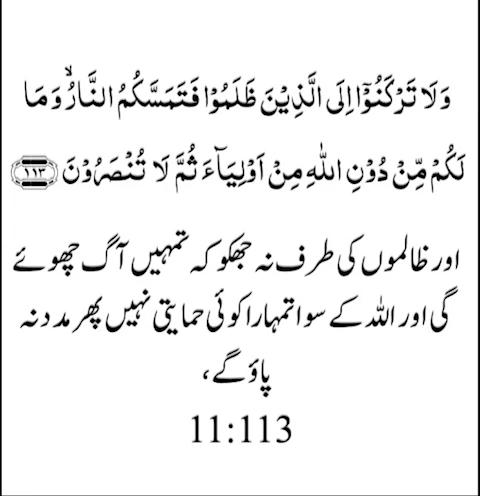 وَلَا تَرْكَنُوْۤا اِلَى الَّذِيْنَ ظَلَمُوْا فَتَمَسَّكُمُ النَّارُ ۙ وَ مَا
لَكُمْ مِّنْ دُوْنِ اللّٰهِ مِنْ اَوْلِيَآءَ ثُمَّ لَا تُنْصَرُوْنَ ﴿۱۱۳﴾
اور ظالموں کی طرف نہ جھکو کہ تمہیں آگ چھوئے
گی اور اللہ کے سوا تمہارا کوئی حمایتی نہیں پھر مدد نہ
پاؤ گے،
11:113